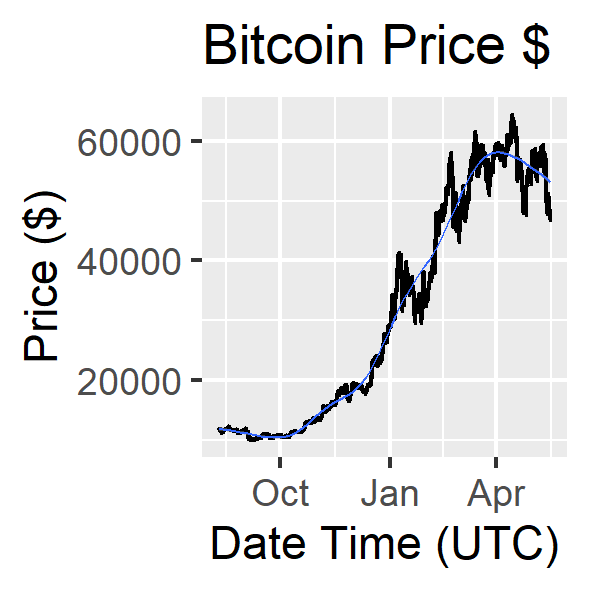 Bitcoin Price $
Price ($)
60000
40000
20000
Oct Jan Apr
Date Time (UTC)